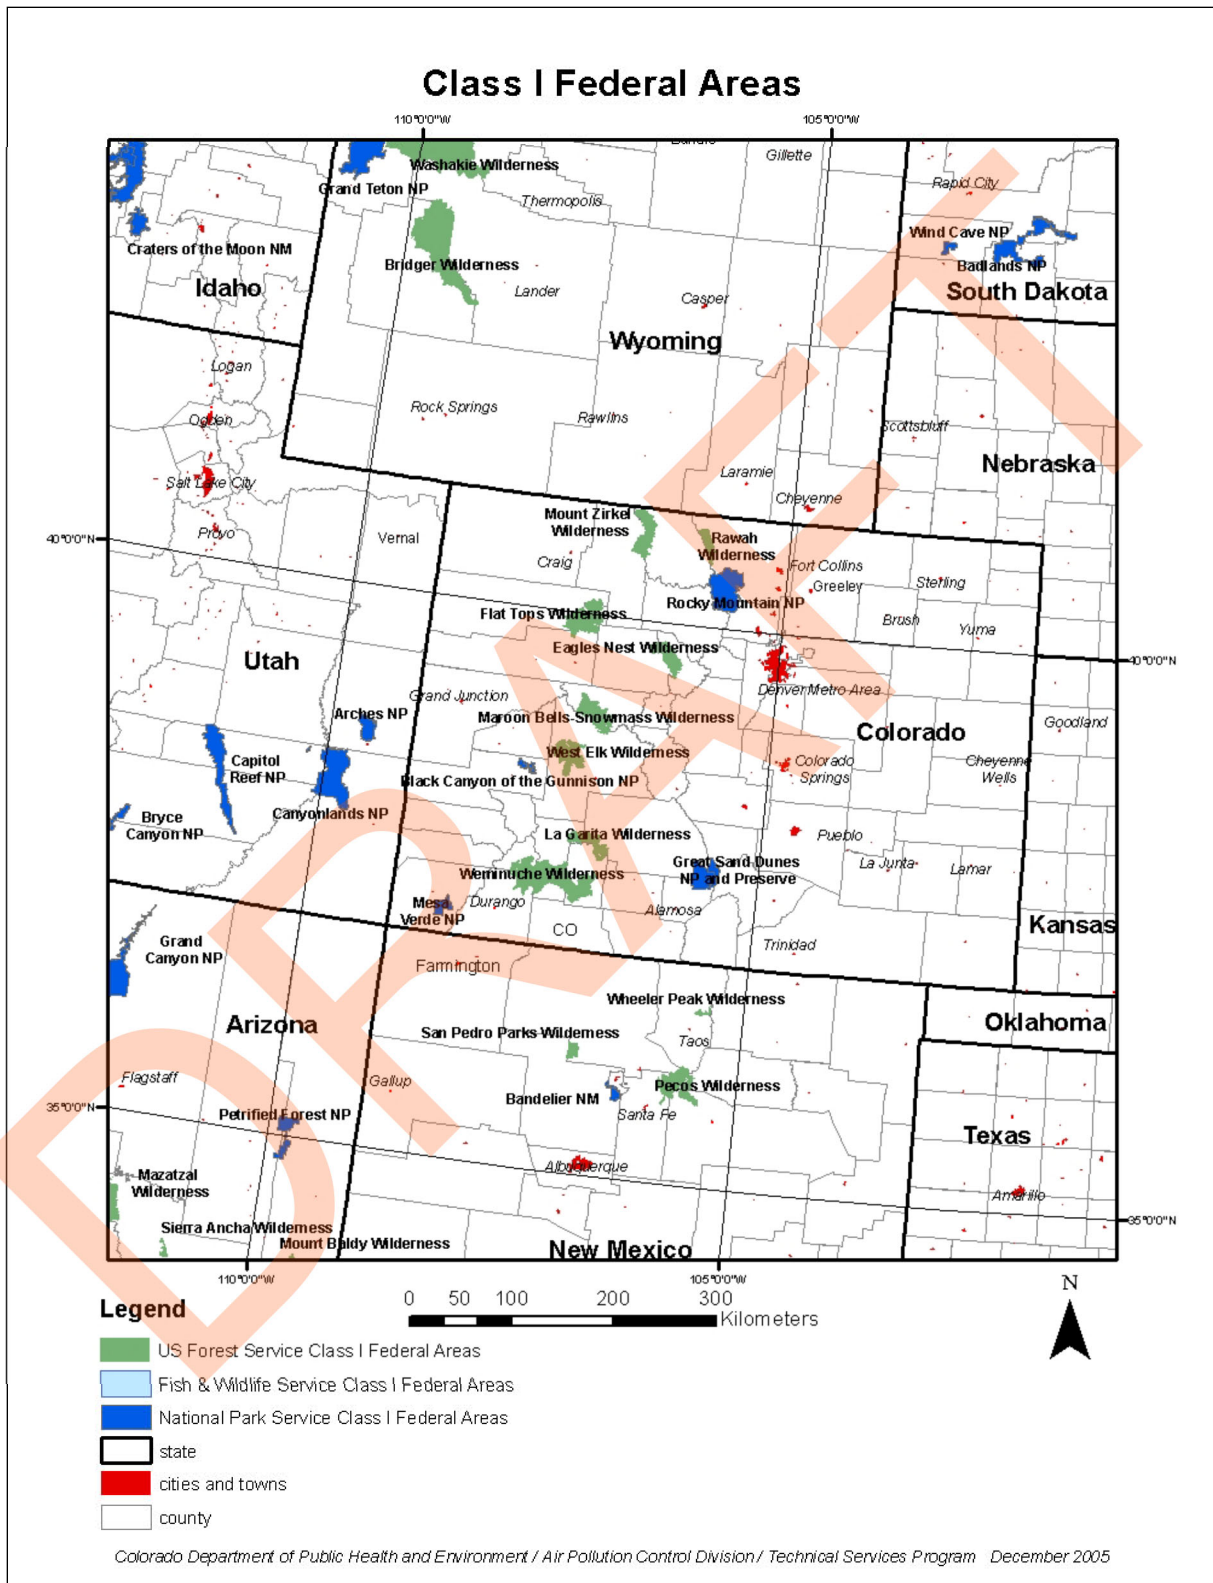 Class I Federal Areas
110°0'0"W
105°0'0"W
Gillette
Washakie Wilderness
Rapid City
Grand Teton NP
Thermopolis
Wind Cave NP
Craters of the Moon NM
Bridger Wilderness
Badlands NP
Idaho
Lander
South Dakota
Casper
Wyoming
Logan
Rock Springs
Rawlins
Ogden
Scottsbluff
Nebraska
Laramie
Salt Lake City
Cheyenne
Mount Zirkel
Wilderness
Provo
Vernal
Rawah
Wilderness
40°0'0"N
Craig
Fort Collins
Greeley
Sterling
Rocky Mountain NP
Flat Tops Wilderness
Brush
Yuma
Eagles Nest Wilderness
Utah
40°0'0"N
Denver Metro Area
Grand Junction
Arches NP
Maroon Bells-Snowmass Wilderness
Goodland
Colorado
West Elk Wilderness
Capitol
Reef NP
Colorado
Springs
Cheyenne
Wells
Black Canyon of the Gunnison NP
Canyonlands NP
Bryce
Canyon NP
La Garita Wilderness
Pueblo
Great Sand Dunes
NP and Preserve
La Junta
Lamar
Weminuche Wilderness
Mesa
Verde NP
Durango
Alamosa
CO
Kansas
Grand
Canyon NP
Trinidad
Farmington
Wheeler Peak Wilderness
Arizona
Oklahoma
San Pedro Parks Wilderness
Taos
Flagstaff
Gallup
Pecos Wilderness
Bandelier NM
35°0'0"N
Petrified Forest NP
Santa Fe
Texas
Albuquerque
Mazatzal
Wilderness
Amarillo
35°0'0"N
Sierra Ancha Wilderness
Mount Baldy Wilderness
New Mexico
110°0'0"W
105°0'0"W
DRAFT
N
Legend
0 50 100 200 300
Kilometers
US Forest Service Class I Federal Areas
Fish & Wildlife Service Class I Federal Areas
National Park Service Class I Federal Areas
state
cities and towns
county
Colorado Department of Public Health and Environment / Air Pollution Control Division / Technical Services Program December 2005